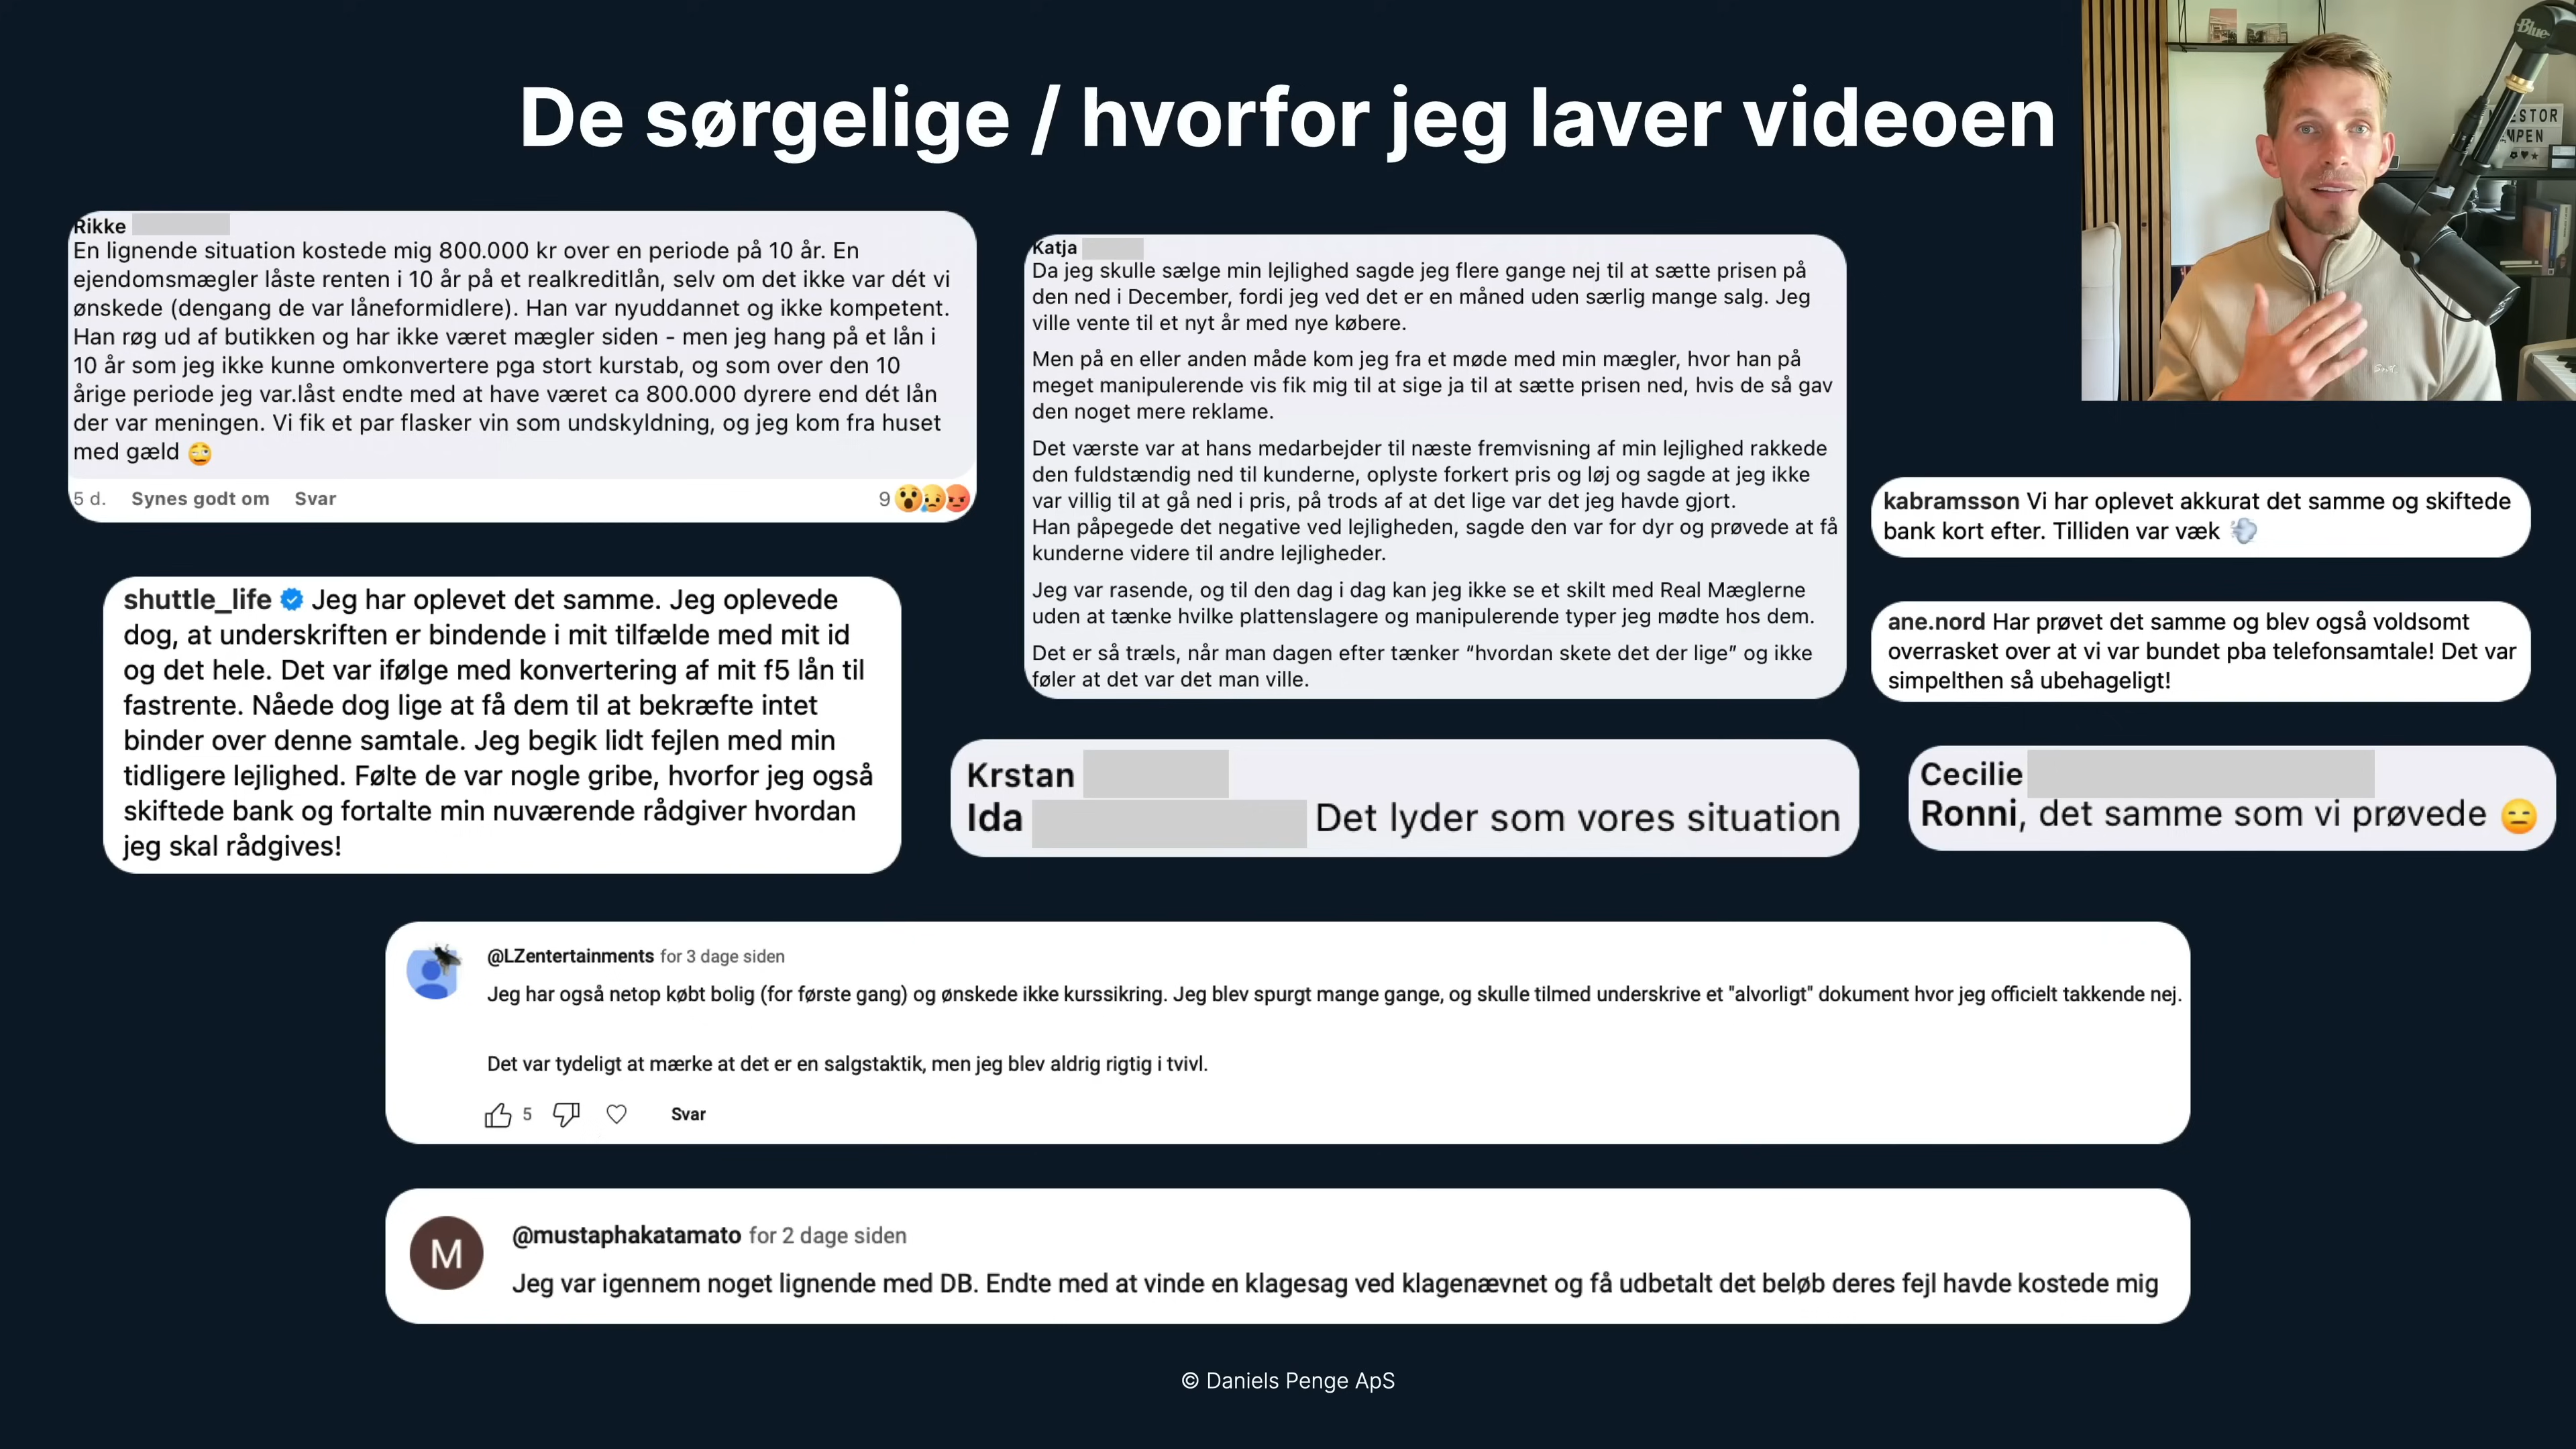 De sørgelige / hvorfor jeg laver videoen
Blue
ESTOR
MPEN
Rikke
En lignende situation kostede mig 800.000 kr over en periode på 10 år. En
ejendomsmægler låste renten i 10 år på et realkreditlån, selv om det ikke var dét vi
ønskede (dengang de var låneformidlere). Han var nyuddannet og ikke kompetent.
Han røg ud af butikken og har ikke været mægler siden - men jeg hang på et lån i
10 år som jeg ikke kunne omkonvertere pga stort kurstab, og som over den 10
årige periode jeg var.låst endte med at have været ca 800.000 dyrere end dét lån
der var meningen. Vi fik et par flasker vin som undskyldning, og jeg kom fra huset
med gæld 🥴
5 d. Synes godt om Svar 9 😮😥😡
Katja
Da jeg skulle sælge min lejlighed sagde jeg flere gange nej til at sætte prisen på
den ned i December, fordi jeg ved det er en måned uden særlig mange salg. Jeg
ville vente til et nyt år med nye købere.
Men på en eller anden måde kom jeg fra et møde med min mægler, hvor han på
meget manipulerende vis fik mig til at sige ja til at sætte prisen ned, hvis de så gav
den noget mere reklame.
Det værste var at hans medarbejder til næste fremvisning af min lejlighed rakkede
den fuldstændig ned til kunderne, oplyste forkert pris og løj og sagde at jeg ikke
var villig til at gå ned i pris, på trods af at det lige var det jeg havde gjort.
Han påpegede det negative ved lejligheden, sagde den var for dyr og prøvede at få
kunderne videre til andre lejligheder.
Jeg var rasende, og til den dag i dag kan jeg ikke se et skilt med Real Mæglerne
uden at tænke hvilke plattenslagere og manipulerende typer jeg mødte hos dem.
Det er så træls, når man dagen efter tænker “hvordan skete det der lige” og ikke
føler at det var det man ville.
kabramsson Vi har oplevet akkurat det samme og skiftede
bank kort efter. Tilliden var væk 💨
ane.nord Har prøvet det samme og blev også voldsomt
overrasket over at vi var bundet pba telefonsamtale! Det var
simpelthen så ubehageligt!
shuttle_life Jeg har oplevet det samme. Jeg oplevede
dog, at underskriften er bindende i mit tilfælde med mit id
og det hele. Det var ifølge med konvertering af mit f5 lån til
fastrente. Nåede dog lige at få dem til at bekræfte intet
binder over denne samtale. Jeg begik lidt fejlen med min
tidligere lejlighed. Følte de var nogle gribe, hvorfor jeg også
skiftede bank og fortalte min nuværende rådgiver hvordan
jeg skal rådgives!
Krstan
Ida Det lyder som vores situation
Cecilie
Ronni, det samme som vi prøvede 😑
@LZentertainments for 3 dage siden
Jeg har også netop købt bolig (for første gang) og ønskede ikke kurssikring. Jeg blev spurgt mange gange, og skulle tilmed underskrive et "alvorligt" dokument hvor jeg officielt takkende nej.
Det var tydeligt at mærke at det er en salgstaktik, men jeg blev aldrig rigtig i tvivl.
5 Svar
M
@mustaphakatamato for 2 dage siden
Jeg var igennem noget lignende med DB. Endte med at vinde en klagesag ved klagenævnet og få udbetalt det beløb deres fejl havde kostede mig
© Daniels Penge ApS